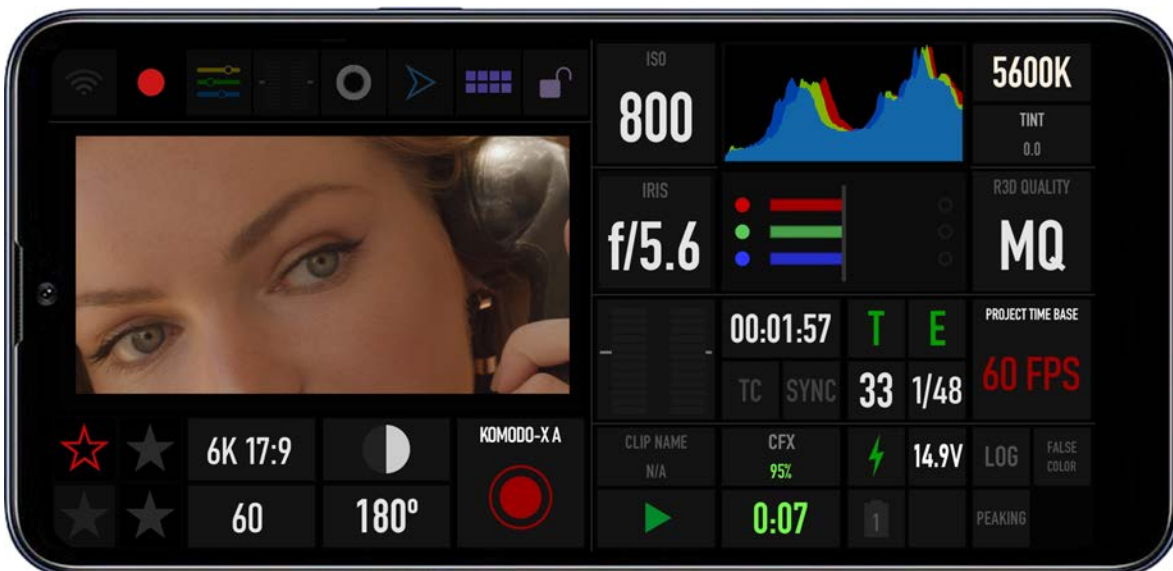 ISO
800
5600K
TINT
0.0
IRIS
f/5.6
R3D QUALITY
MQ
00:01:57
T
E
PROJECT TIME BASE
60 FPS
TC
SYNC
33
1/48
6K 17:9
KOMODO-X A
CLIP NAME
N/A
CFX
95%
14.9V
LOG
FALSE
COLOR
60
180º
0:07
1
PEAKING